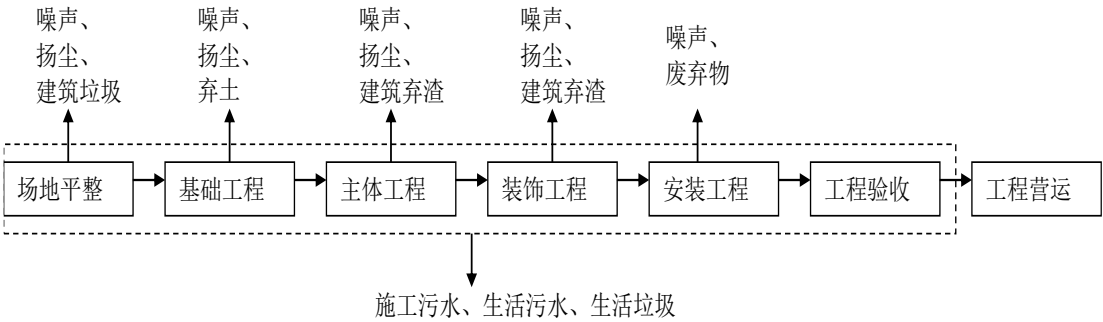 噪声、
扬尘、
建筑垃圾
噪声、
扬尘、
弃土
噪声、
扬尘、
建筑弃渣
噪声、
扬尘、
建筑弃渣
噪声、
废弃物
场地平整
基础工程
主体工程
装饰工程
安装工程
工程验收
工程营运
施工污水、生活污水、生活垃圾